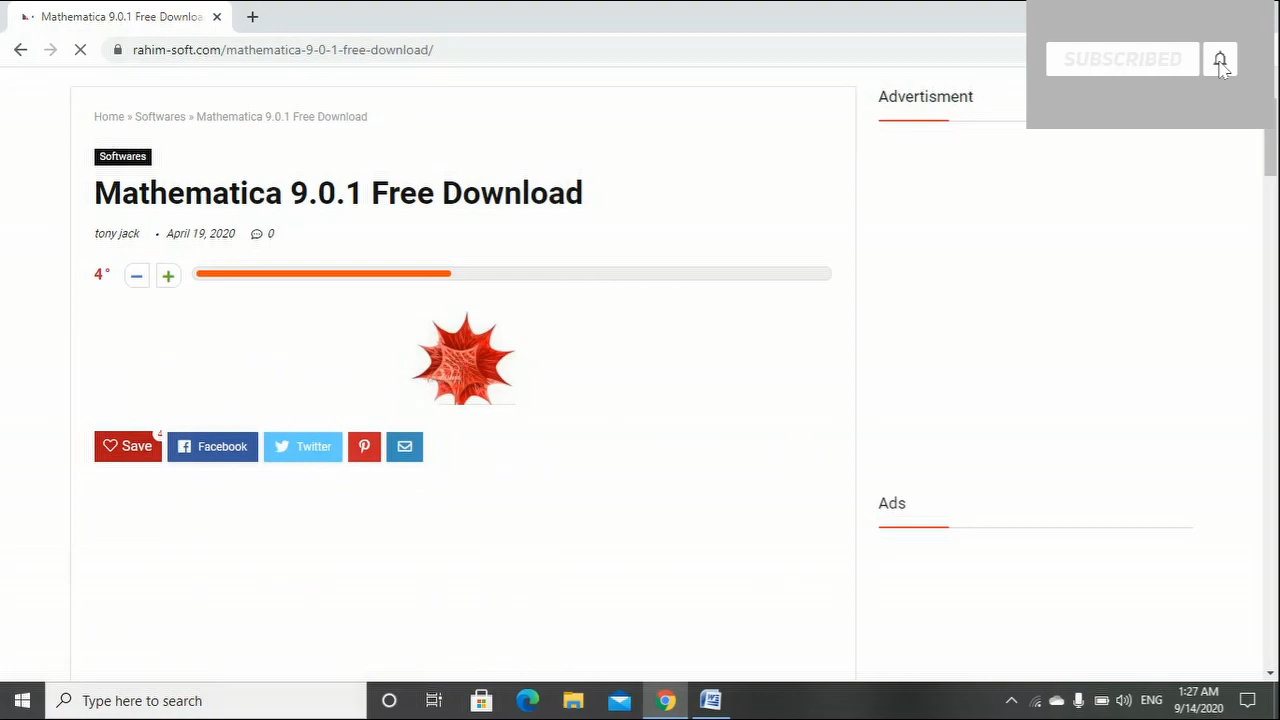 Mathematica 9.0.1 Free Downloa
rahim-soft.com/mathematica-9-0-1-free-download/
SUBSCRIBED
Home » Softwares » Mathematica 9.0.1 Free Download
Advertisment
Softwares
Mathematica 9.0.1 Free Download
tony jack • April 19, 2020 0
4°
Save 4 Facebook Twitter
Ads
Type here to search
ENG
1:27 AM
9/14/2020